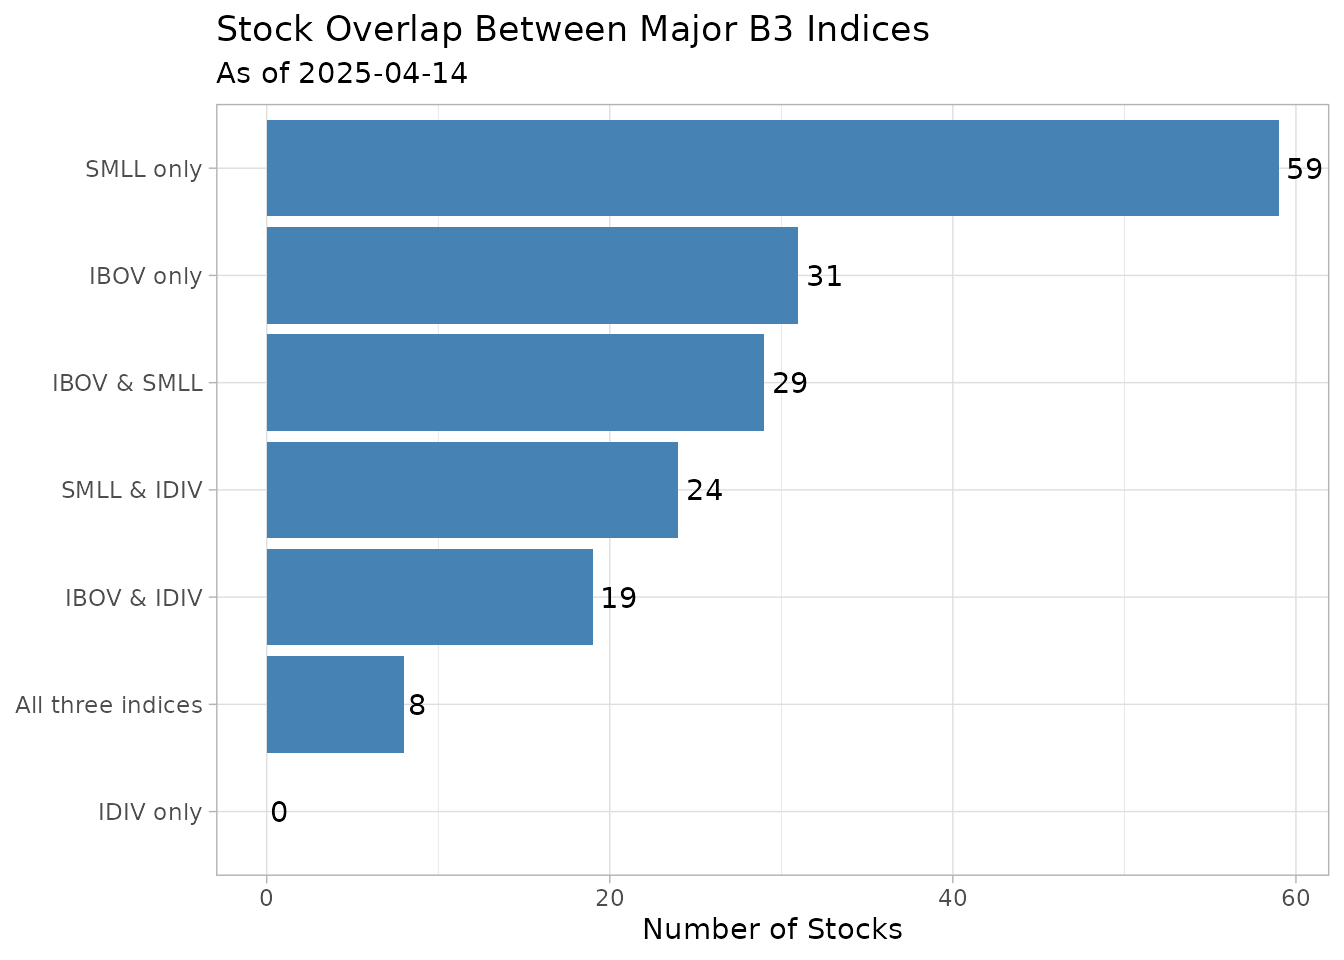 Stock Overlap Between Major B3 Indices
As of 2025-04-14
SMLL only
59
IBOV only
31
IBOV & SMLL
29
SMLL & IDIV
24
IBOV & IDIV
19
All three indices
8
IDIV only
0
0 20 40 60
Number of Stocks